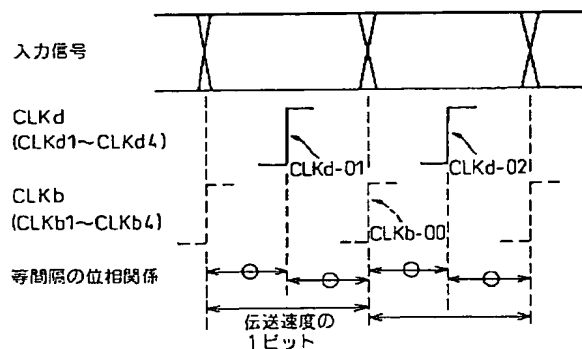 入力信号
CLKd
(CLKd1～CLKd4)
CLKd-01
CLKd-02
CLKb
(CLKb1～CLKb4)
CLKb-00
等間隔の位相関係
伝送速度の
1ビット